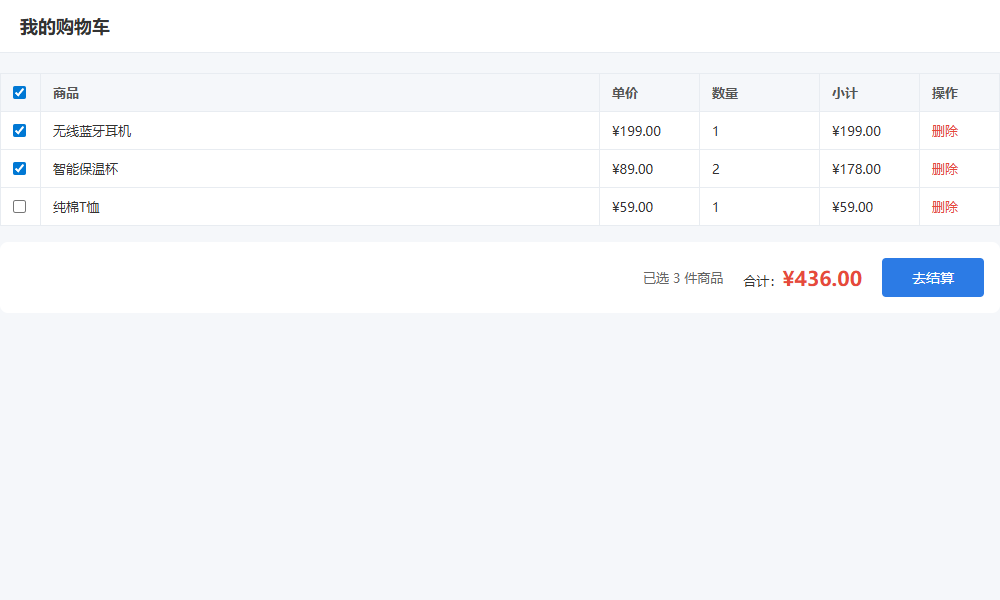 我的购物车
商品 单价 数量 小计 操作
无线蓝牙耳机 ¥199.00 1 ¥199.00 删除
智能保温杯 ¥89.00 2 ¥178.00 删除
纯棉T恤 ¥59.00 1 ¥59.00 删除
已选 3 件商品 合计: ¥436.00 去结算